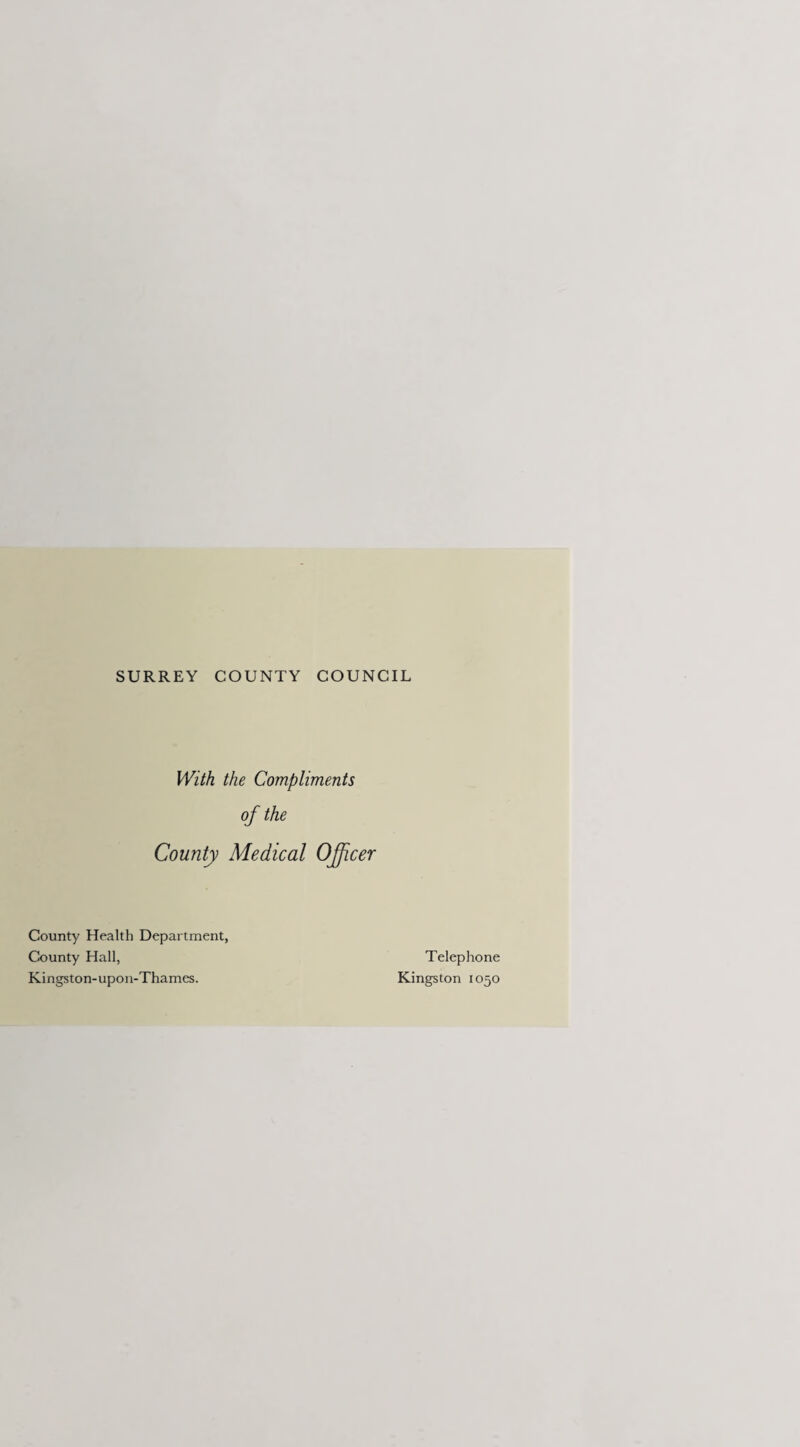 SURREY COUNTY COUNCIL
With the Compliments
of the
County Medical Officer
County Health Department,
County Hall,
Kingston-upon-Thames.
Telephone
Kingston 1050